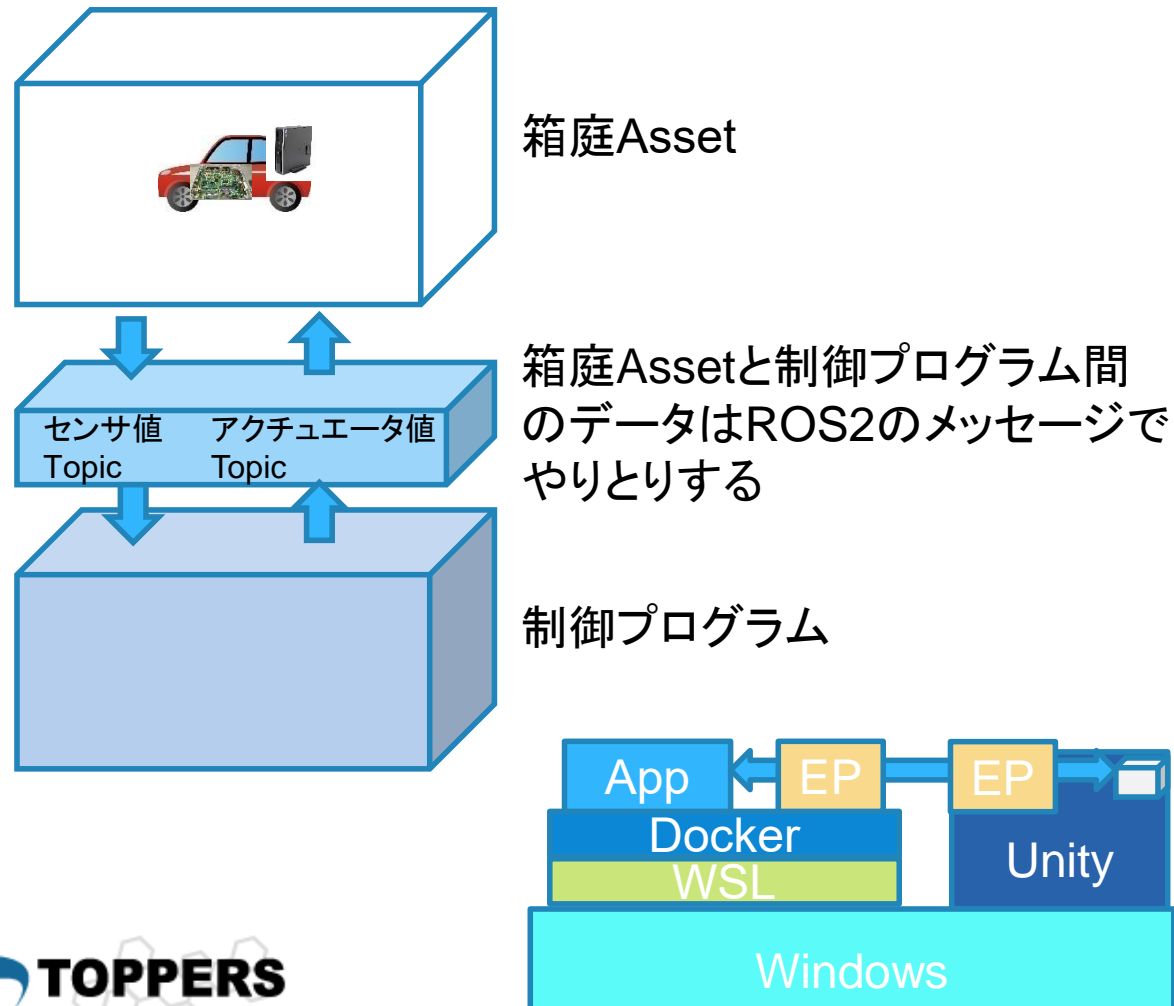 箱庭Asset
箱庭Assetと制御プログラム間
のデータはROS2のメッセージで
やりとりする
センサ値 アクチュエータ値
Topic Topic
制御プログラム
App EP EP
Docker
WSL
Unity
Windows
TOPPERS